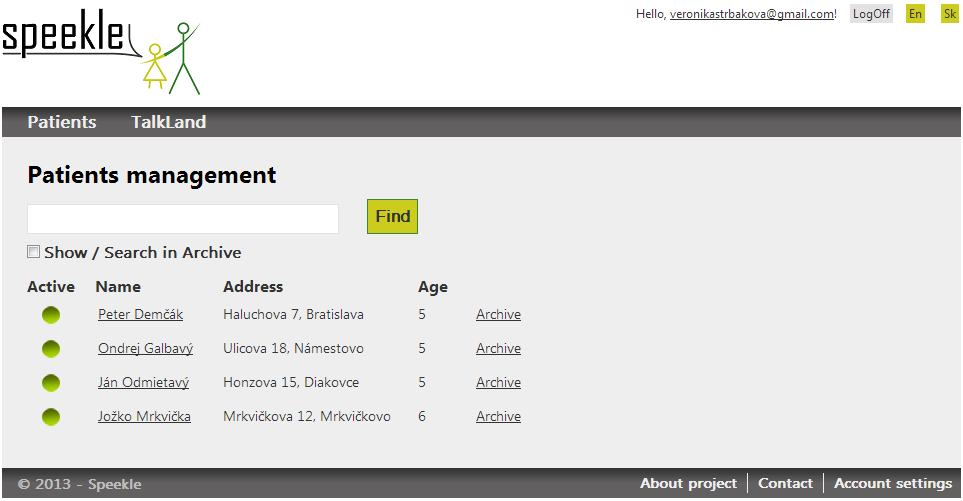 Hello, veronikastrbakova@gmail.com! LogOff En Sk
speekle
Patients TalkLand
Patients management
Find
Show / Search in Archive
Active Name Address Age
Peter Demčák Haluchova 7, Bratislava 5 Archive
Ondrej Galbavý Ulicova 18, Námestovo 5 Archive
Ján Odmietavý Honzova 15, Diakovce 5 Archive
Jožko Mrkvička Mrkvičkova 12, Mrkvičkovo 6 Archive
© 2013 - Speekle About project Contact Account settings